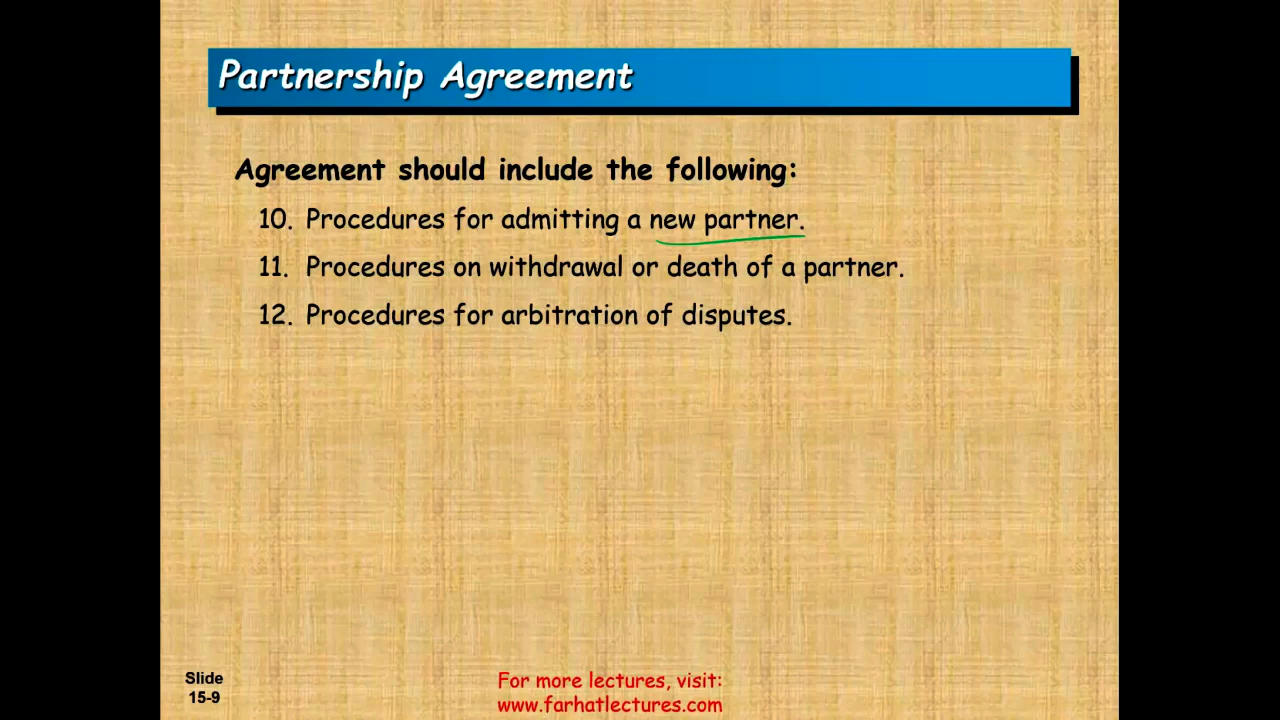 Partnership Agreement
Agreement should include the following:
10. Procedures for admitting a new partner.
11. Procedures on withdrawal or death of a partner.
12. Procedures for arbitration of disputes.
Slide
15-9
For more lectures, visit:
www.farhatlectures.com